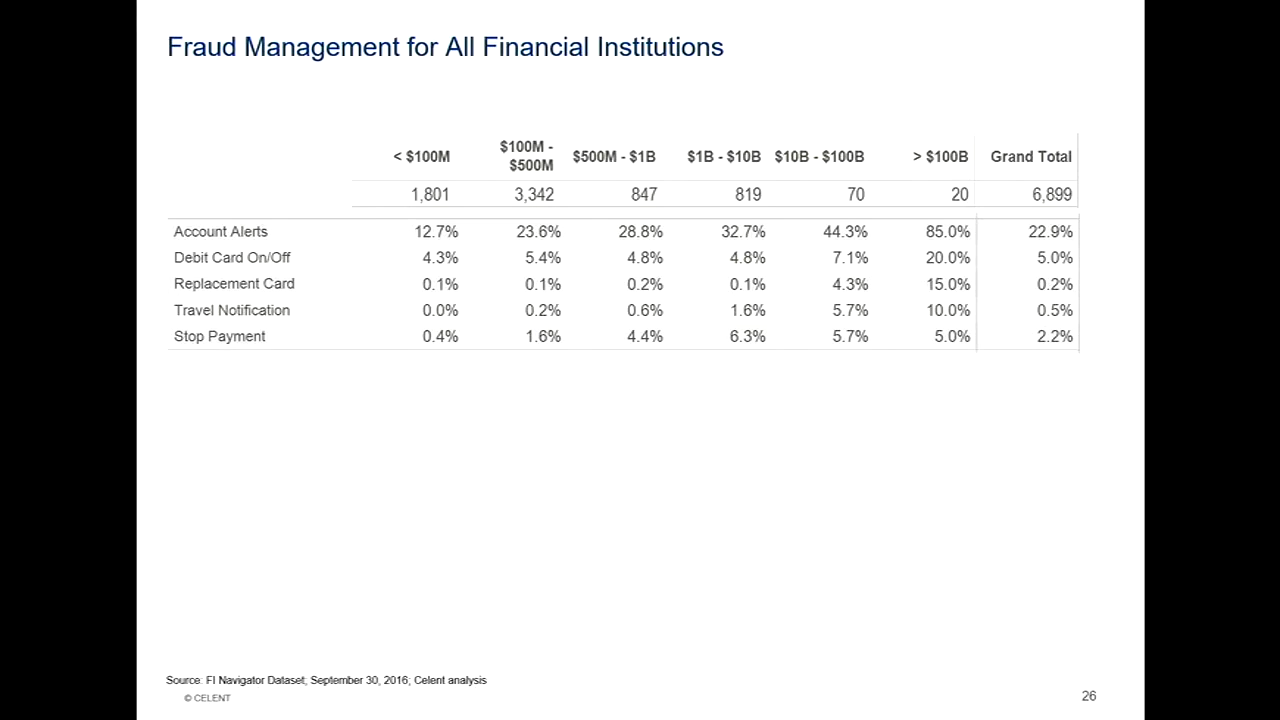 Fraud Management for All Financial Institutions
< $100M $100M - $500M $500M - $1B $1B - $10B $10B - $100B > $100B Grand Total
1,801 3,342 847 819 70 20 6,899
Account Alerts 12.7% 23.6% 28.8% 32.7% 44.3% 85.0% 22.9%
Debit Card On/Off 4.3% 5.4% 4.8% 4.8% 7.1% 20.0% 5.0%
Replacement Card 0.1% 0.1% 0.2% 0.1% 4.3% 15.0% 0.2%
Travel Notification 0.0% 0.2% 0.6% 1.6% 5.7% 10.0% 0.5%
Stop Payment 0.4% 1.6% 4.4% 6.3% 5.7% 5.0% 2.2%
Source: FI Navigator Dataset; September 30, 2016; Celent analysis
© CELENT
26